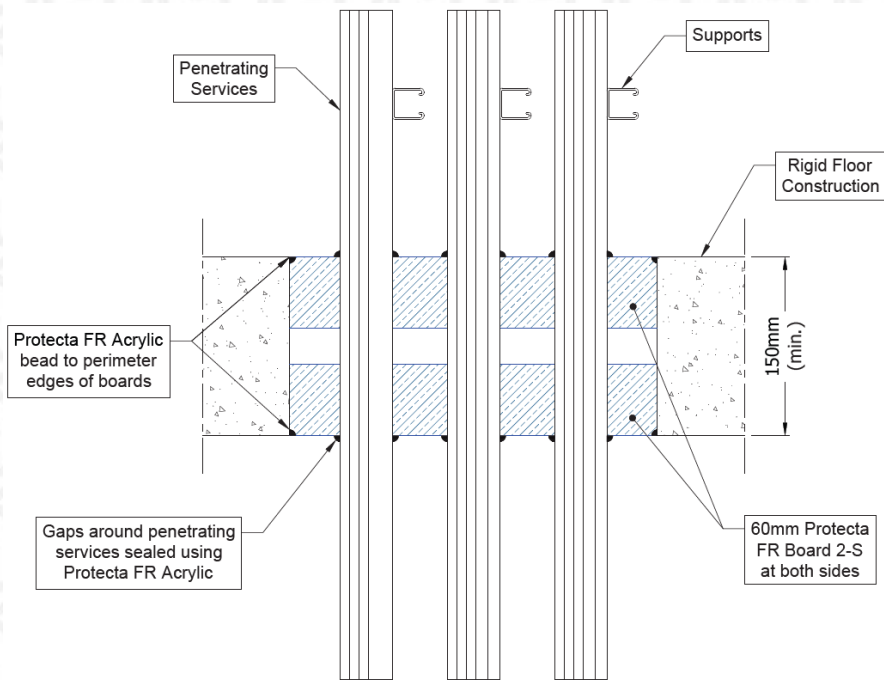 Supports
Penetrating
Services
Rigid Floor
Construction
Protecta FR Acrylic
bead to perimeter
edges of boards
150mm
(min.)
Gaps around penetrating
services sealed using
Protecta FR Acrylic
60mm Protecta
FR Board 2-S
at both sides